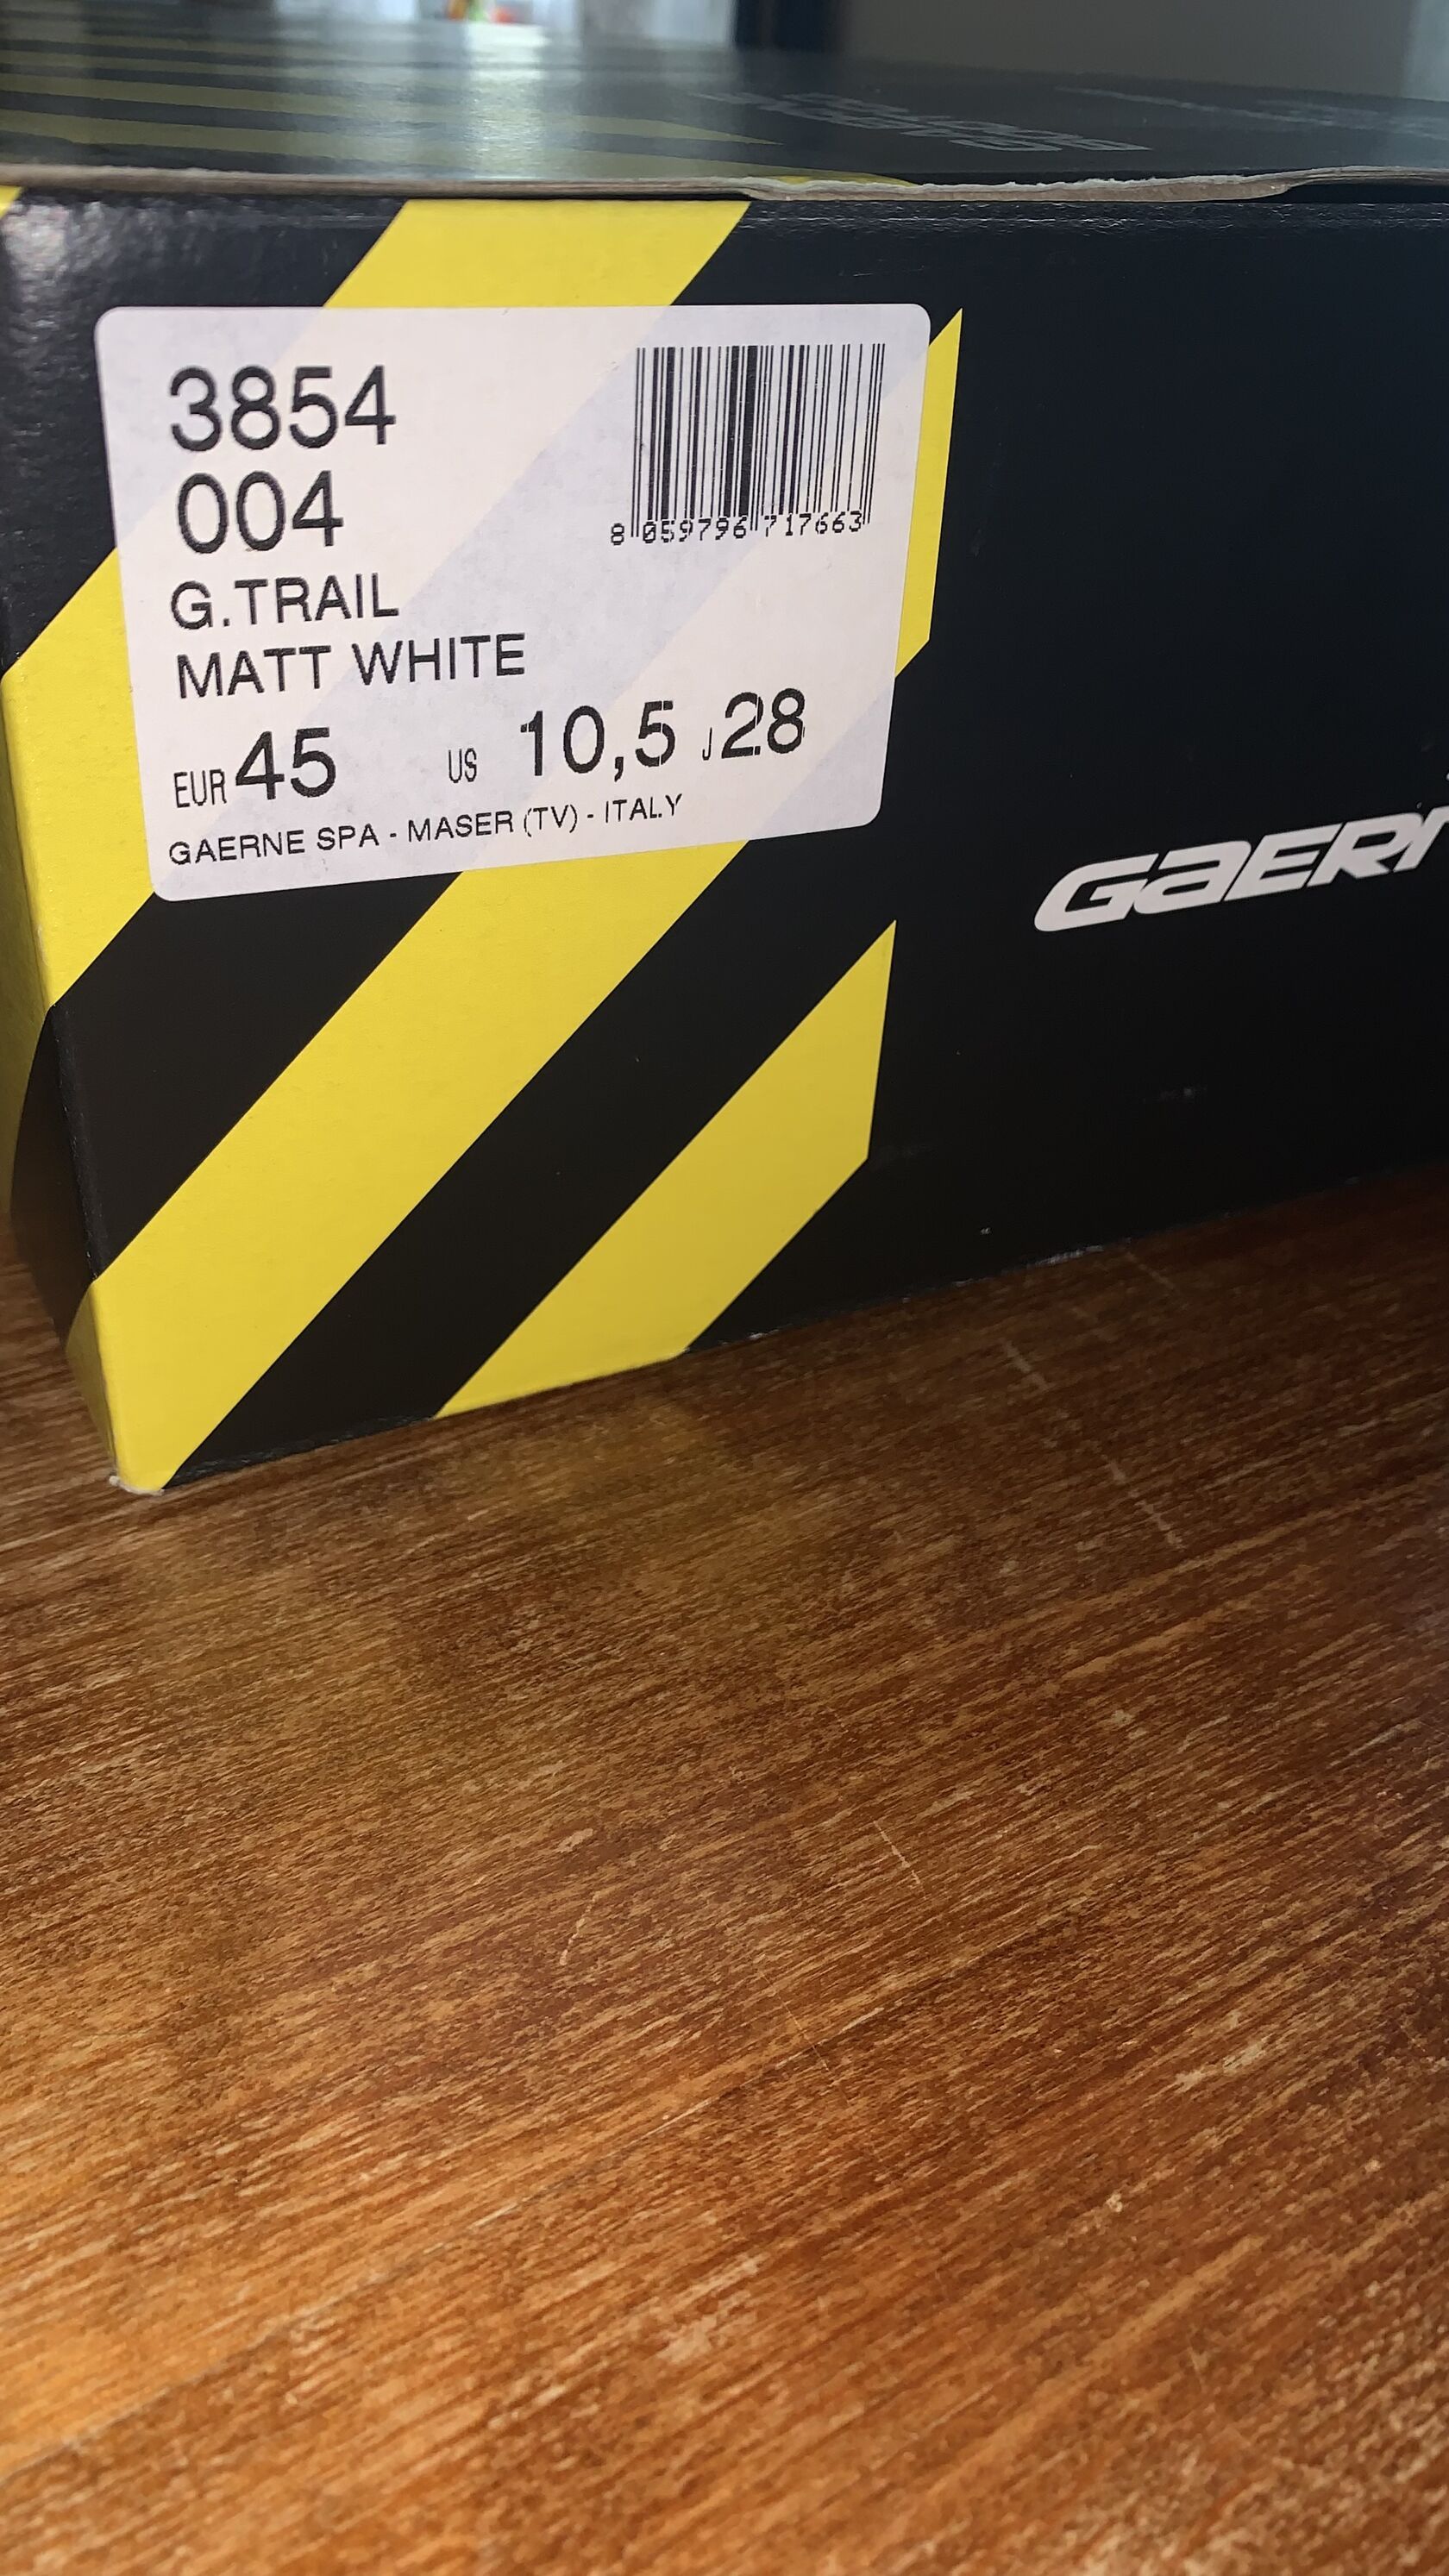 3854
004
G.TRAIL
MATT WHITE
EUR 45 US 10,5 J 28
GAERNE SPA - MASER (TV) - ITALY
8 059796 717663
GAER